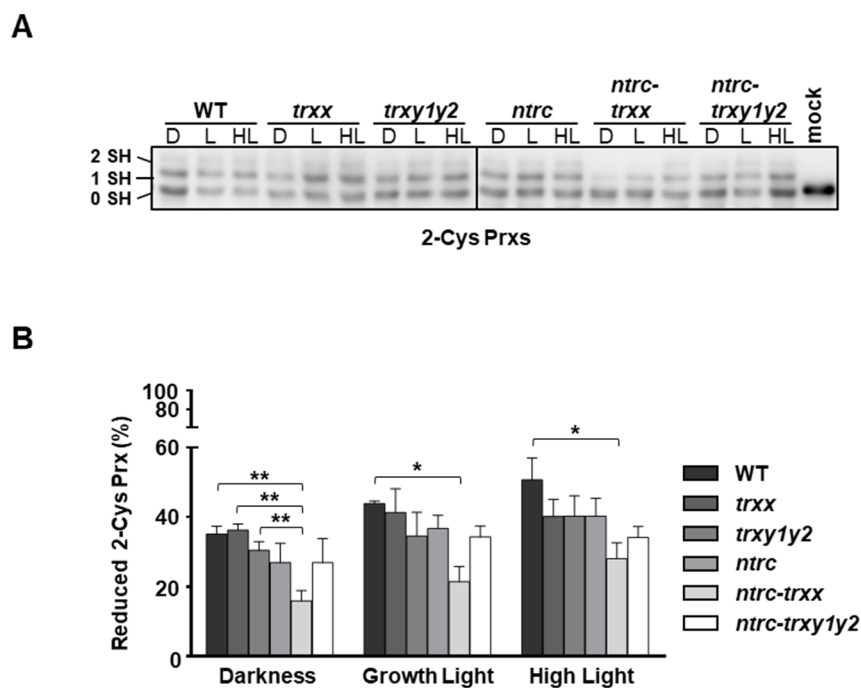 A
WT trxx trxy1y2 ntrc ntrc-trxx ntrc-trxy1y2 mock
D L HL D L HL D L HL D L HL D L HL D L HL
2 SH
1 SH
0 SH
2-Cys Prxs
B
Reduced 2-Cys Prx (%)
100
80
60
40
20
0
** ** **
*
*
Darkness Growth Light High Light
WT
trxx
trxy1y2
ntrc
ntrc-trxx
ntrc-trxy1y2